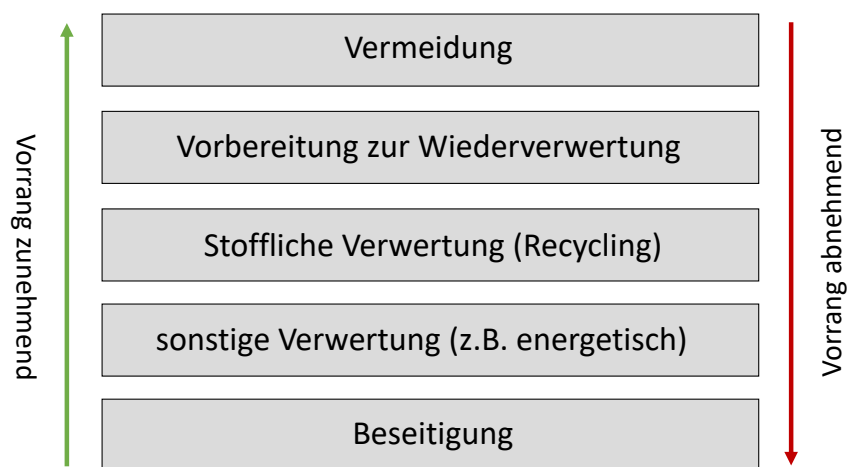 Vermeidung
Vorbereitung zur Wiederverwertung
Stoffliche Verwertung (Recycling)
sonstige Verwertung (z.B. energetisch)
Beseitigung
Vorrang zunehmend
Vorrang abnehmend